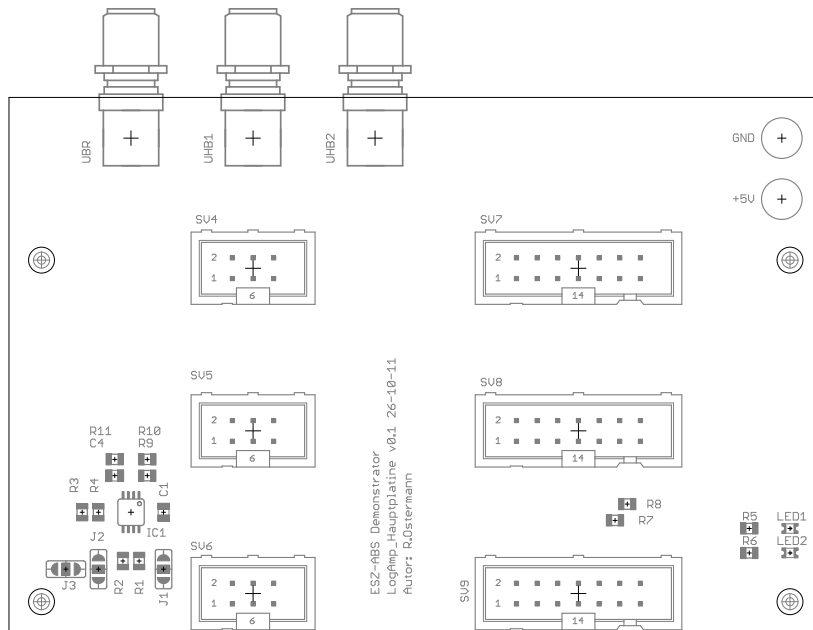 UBR
UHB1
UHB2
GND
+5V
SV4
2
1
6
SV7
2
1
14
SV5
2
1
6
SV8
2
1
14
ESZ-ABS Demonstrator
LogAmp_Hauptplatine v0.1 26-10-11
Autor: R.Ostermann
R11
C4
R10
R9
R3
R4
C1
IC1
J2
J3
R2
R1
J1
SV6
2
1
6
R8
R7
R5
R6
LED1
LED2
SV9
2
1
14